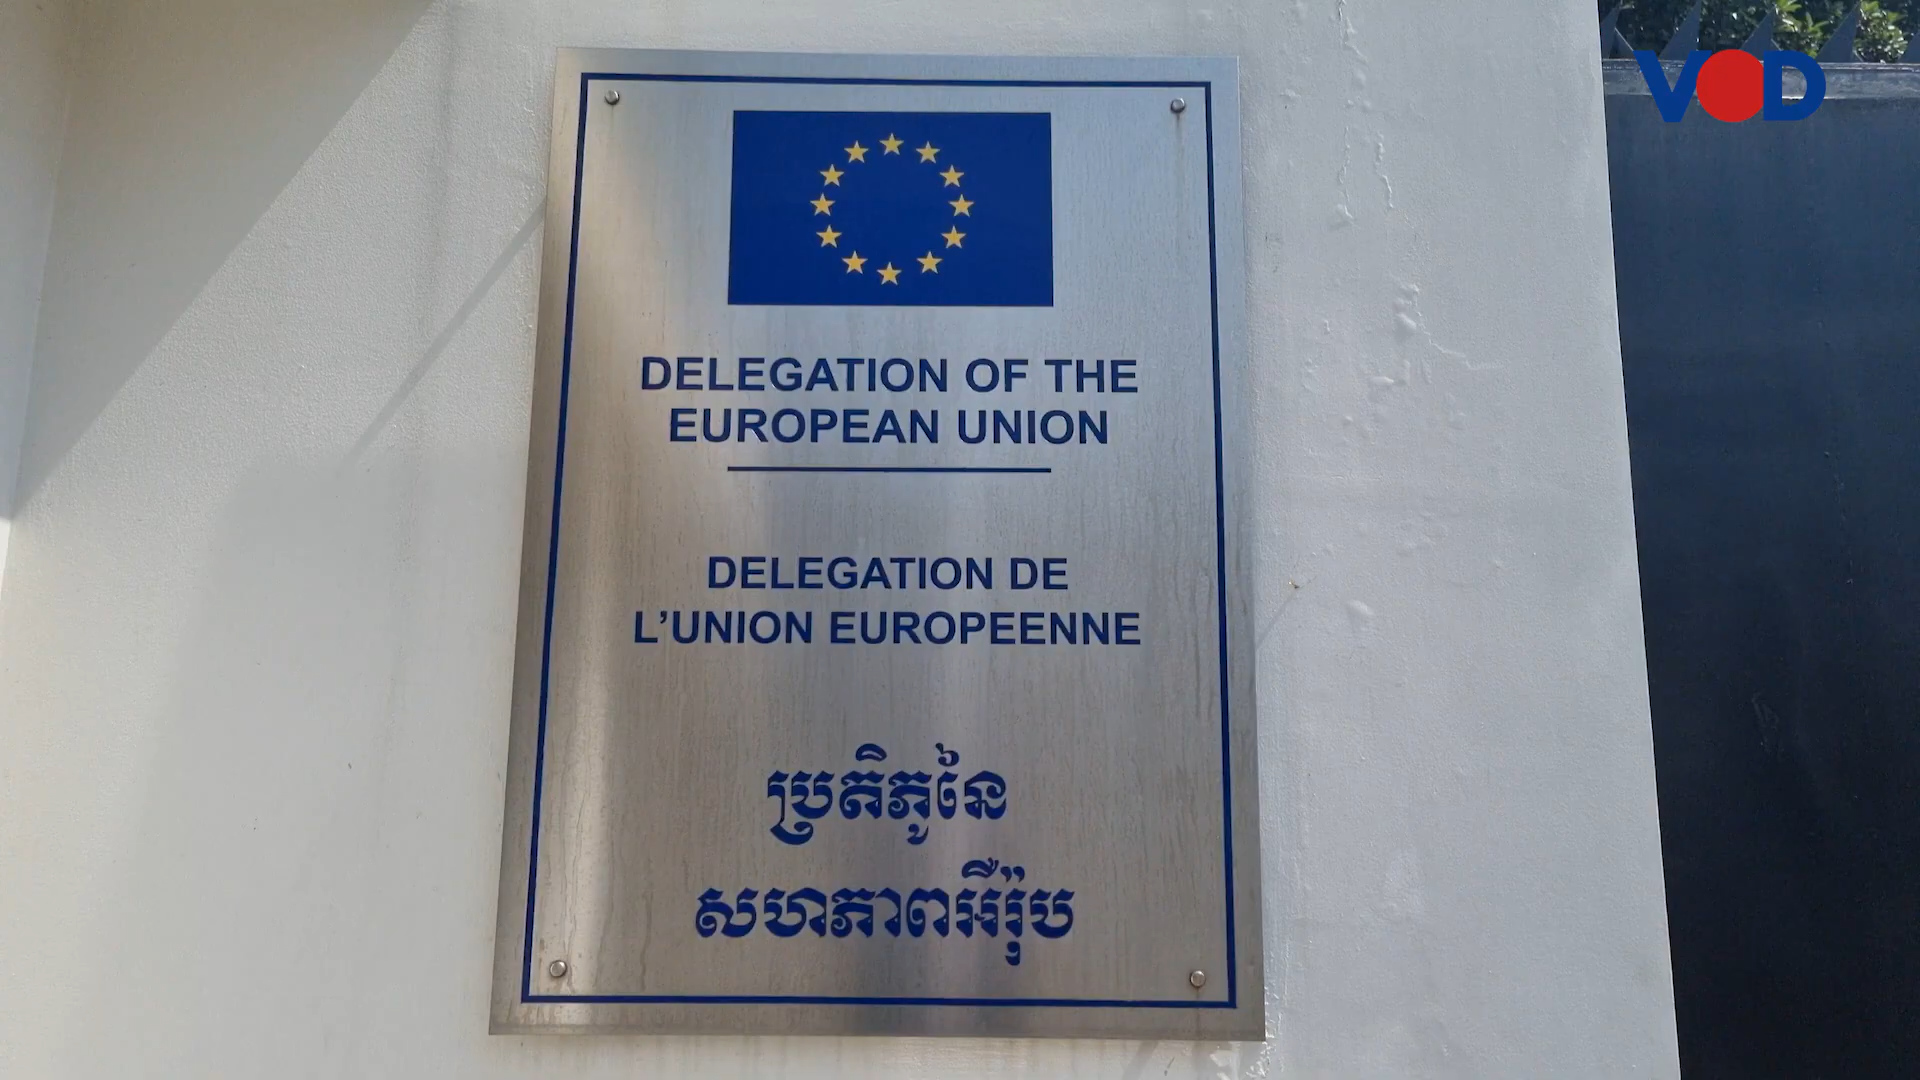 VOD
DELEGATION OF THE
EUROPEAN UNION
DELEGATION DE
L’UNION EUROPEENNE
ប្រតិភូនៃ
សហភាពអឺរ៉ុប